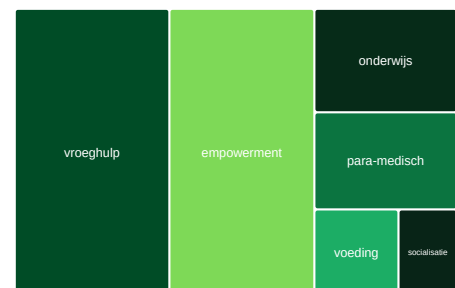 vroeghulp
empowerment
onderwijs
para-medisch
voeding
socialisatie